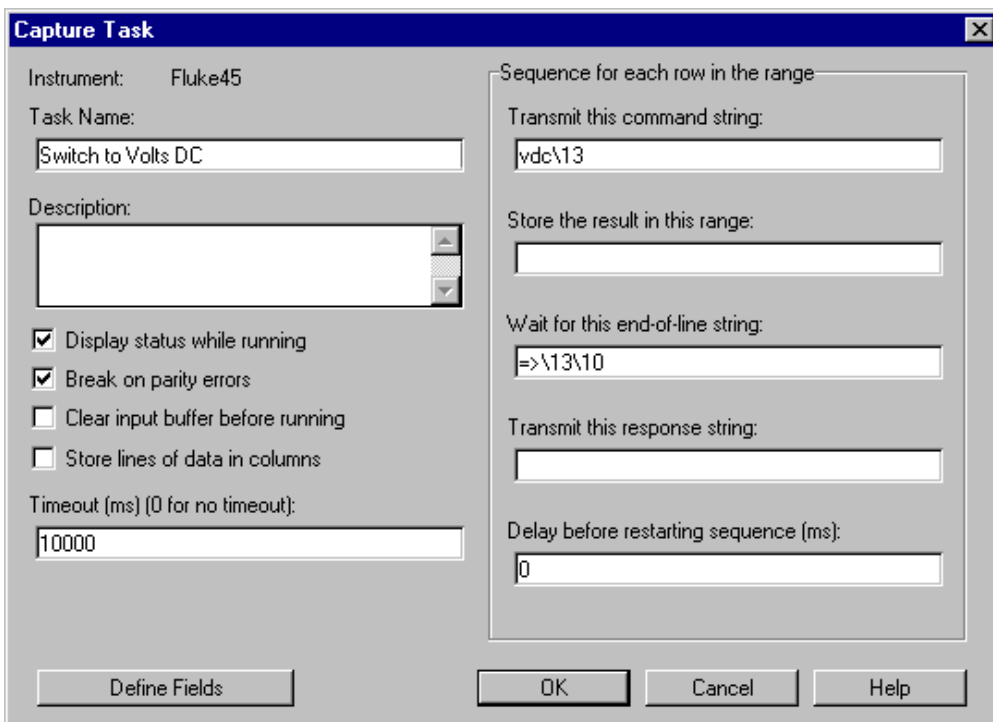 Capture Task
Instrument: Fluke45
Task Name:
Switch to Volts DC
Description:
Display status while running
Break on parity errors
Clear input buffer before running
Store lines of data in columns
Timeout (ms) (0 for no timeout):
10000
Sequence for each row in the range
Transmit this command string:
vdc\13
Store the result in this range:
Wait for this end-of-line string:
=>\13\10
Transmit this response string:
Delay before restarting sequence (ms):
0
Define Fields
OK
Cancel
Help